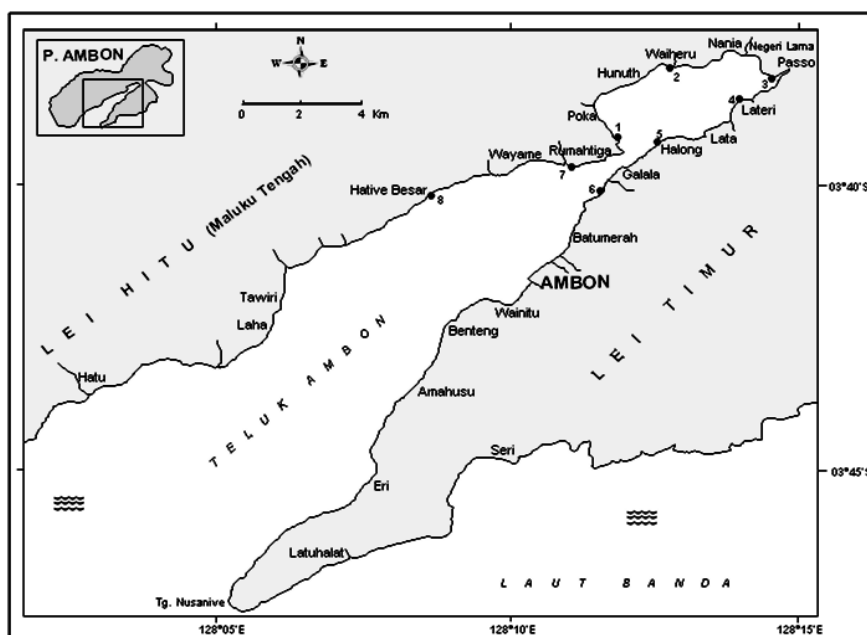 P. AMBON
N
W E
S
0 2 4 Km
Nania
Negeri Lama
Waiheru
Passo
2
3
Hunuth
4
Lateri
Poka
1
5
Lata
Rumahtiga
Halong
Wayame
7
Galala
Hative Besar
8
6
03°40'S
Batumerah
LEI HITU (Maluku Tengah)
AMBON
LEI TIMUR
Tawiri
Wainitu
Laha
Benteng
Hatu
TELUK AMBON
Amahusu
Seri
03°45'S
Eri
Latuhalat
Tg. Nusanive
LAUT BANDA
128°05'E
128°10'E
128°15'E